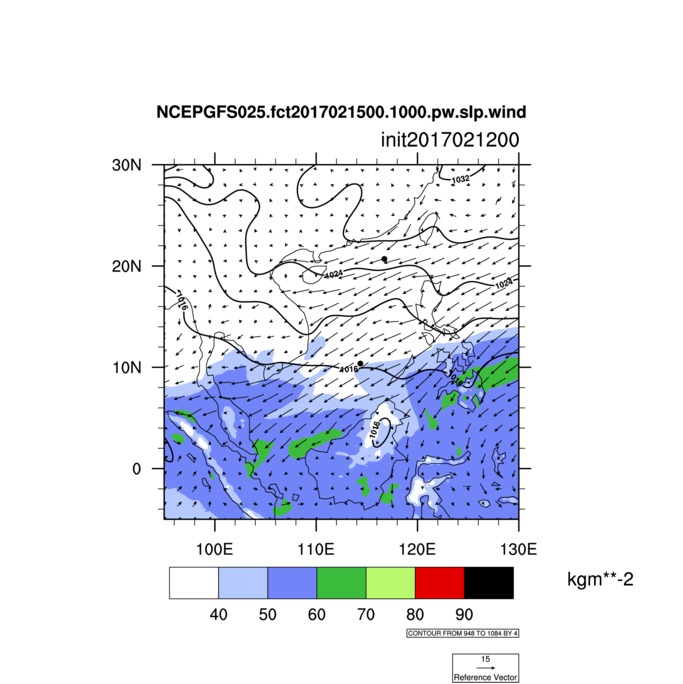 NCEPGFS025.fct2017021500.1000.pw.slp.wind
init2017021200
30N
20N
10N
0
1032
1024
1024
1016
1016
1016
1016
100E
110E
120E
130E
kgm**-2
40
50
60
70
80
90
CONTOUR FROM 948 TO 1084 BY 4
15
Reference Vector